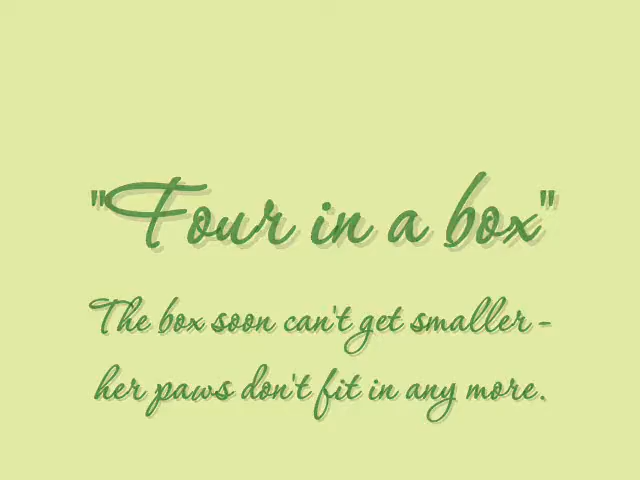 "Four in a box"
The box soon can't get smaller -
her paws don't fit in any more.